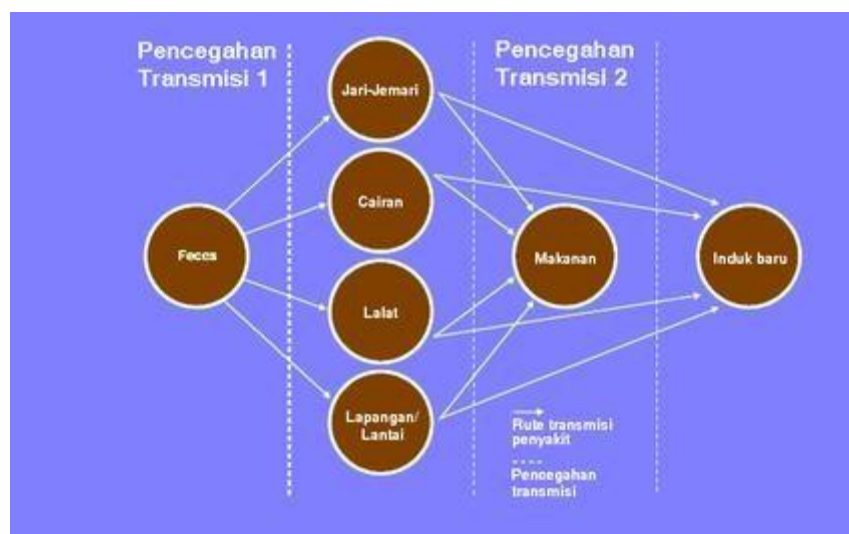 Pencegahan
Transmisi 1
Pencegahan
Transmisi 2
Jari-Jemari
Cairan
Feces
Makanan
Induk baru
Lalat
Lapangan/
Lantai
Rute transmisi
penyakit
Pencegahan
transmisi